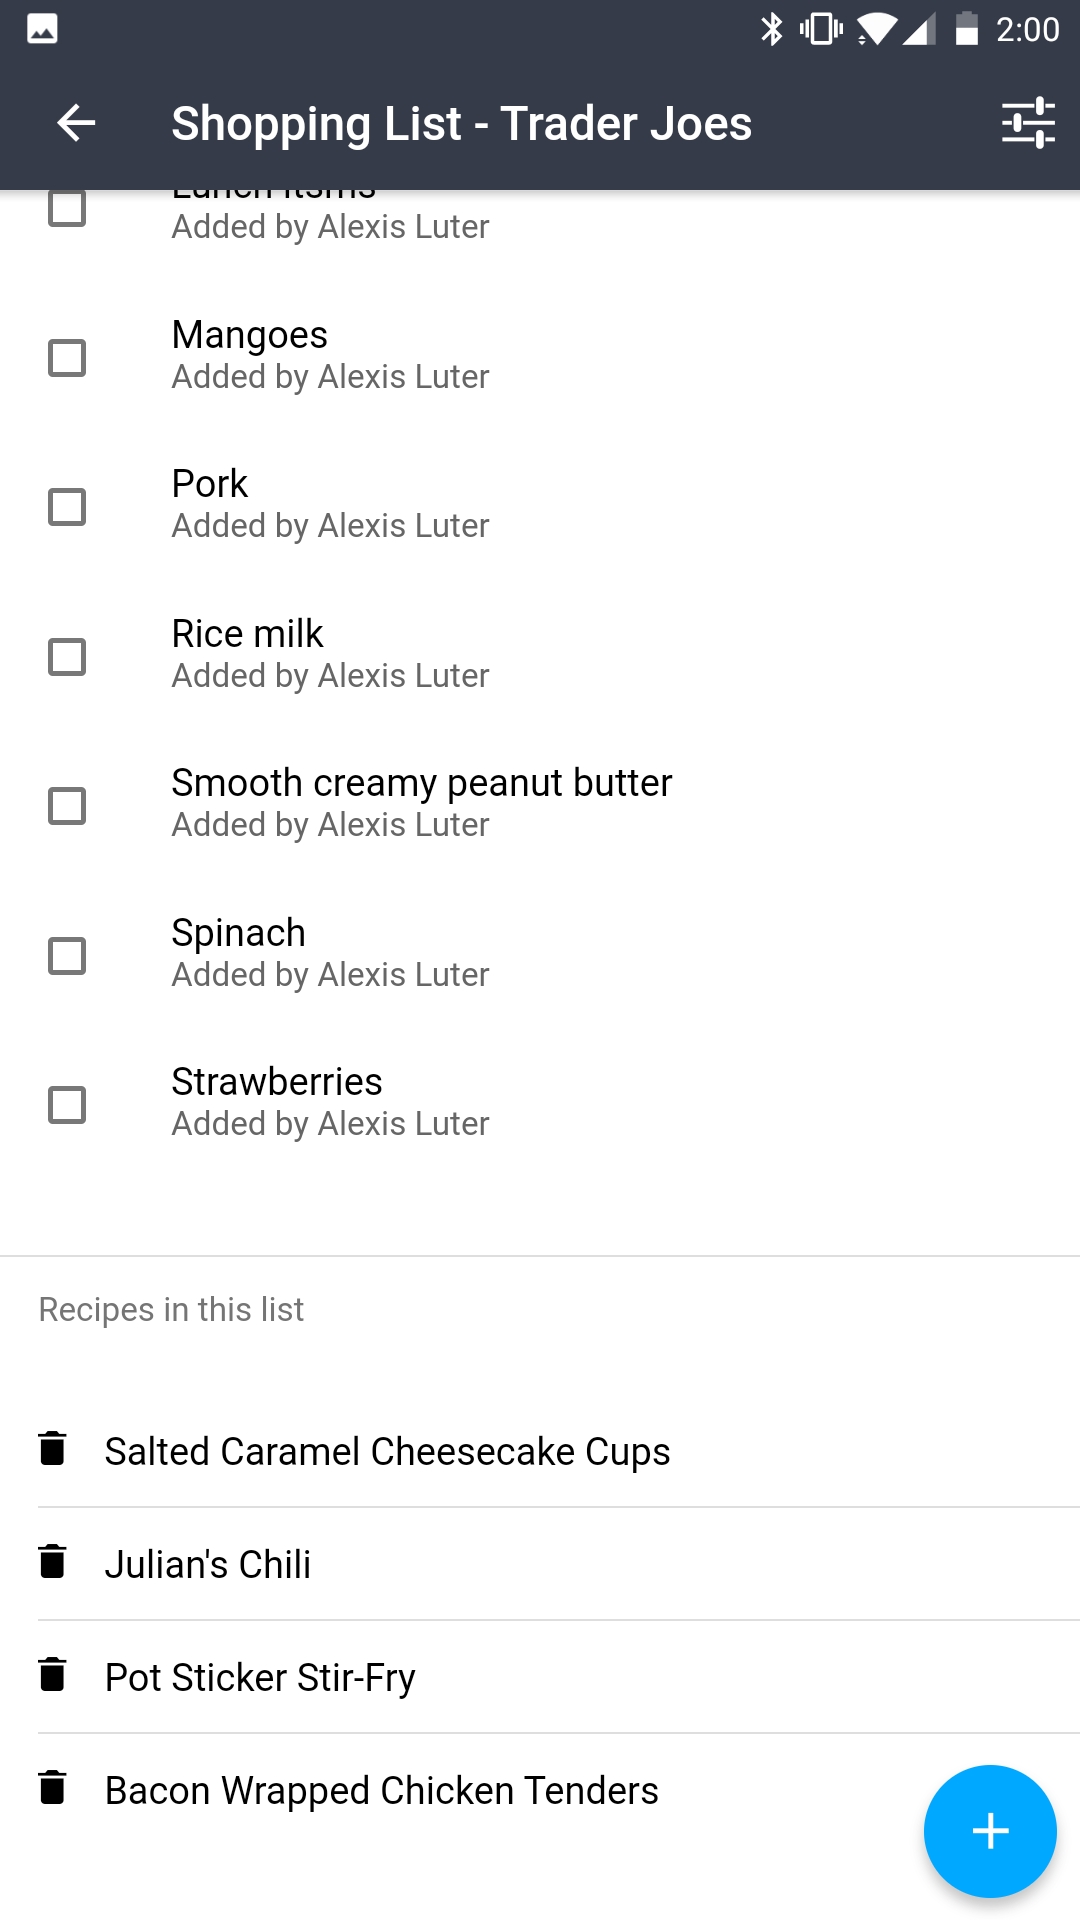 2:00
Shopping List - Trader Joes
Added by Alexis Luter
Mangoes
Added by Alexis Luter
Pork
Added by Alexis Luter
Rice milk
Added by Alexis Luter
Smooth creamy peanut butter
Added by Alexis Luter
Spinach
Added by Alexis Luter
Strawberries
Added by Alexis Luter
Recipes in this list
Salted Caramel Cheesecake Cups
Julian's Chili
Pot Sticker Stir-Fry
Bacon Wrapped Chicken Tenders